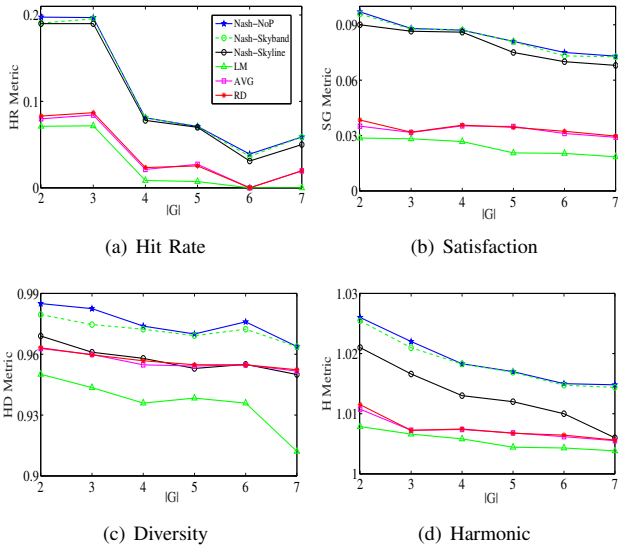 0.2
0.1
0
HR Metric
2 3 4 5 6 7
|G|
Nash-NoP
Nash-Skyband
Nash-Skyline
LM
AVG
RD
(a) Hit Rate
0.09
0.06
0.03
0
SG Metric
2 3 4 5 6 7
|G|
(b) Satisfaction
0.99
0.96
0.93
0.9
HD Metric
2 3 4 5 6 7
|G|
(c) Diversity
1.03
1.02
1.01
1
H Metric
2 3 4 5 6 7
|G|
(d) Harmonic